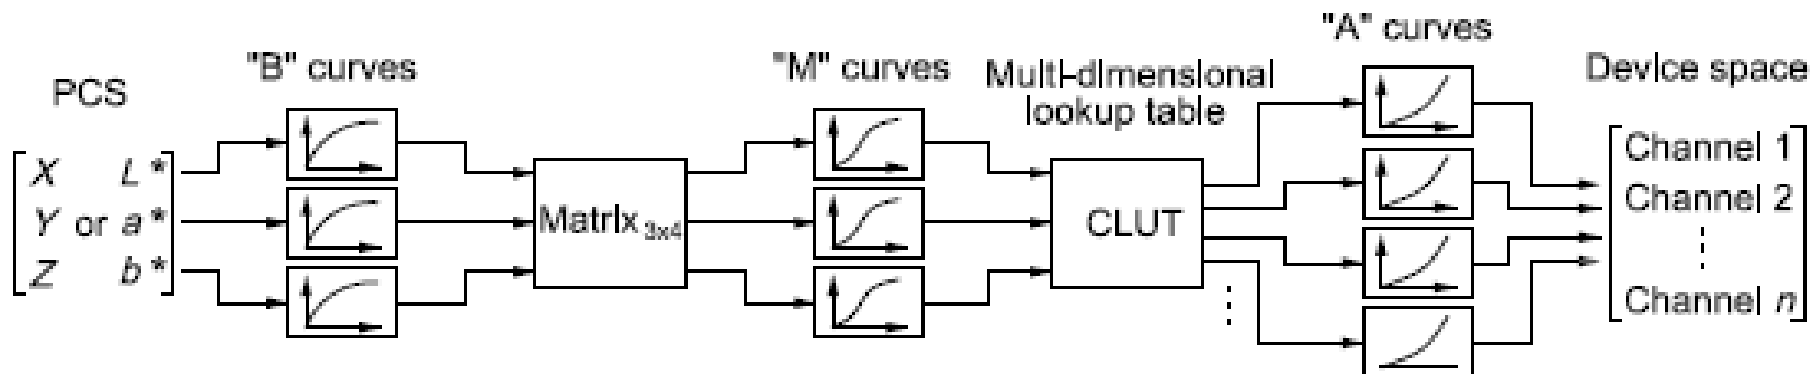 PCS
"B" curves
"M" curves
Multi-dimensional
lookup table
"A" curves
Device space
X L*
Y or a*
Z b*
Matrix 3x4
CLUT
Channel 1
Channel 2
Channel n